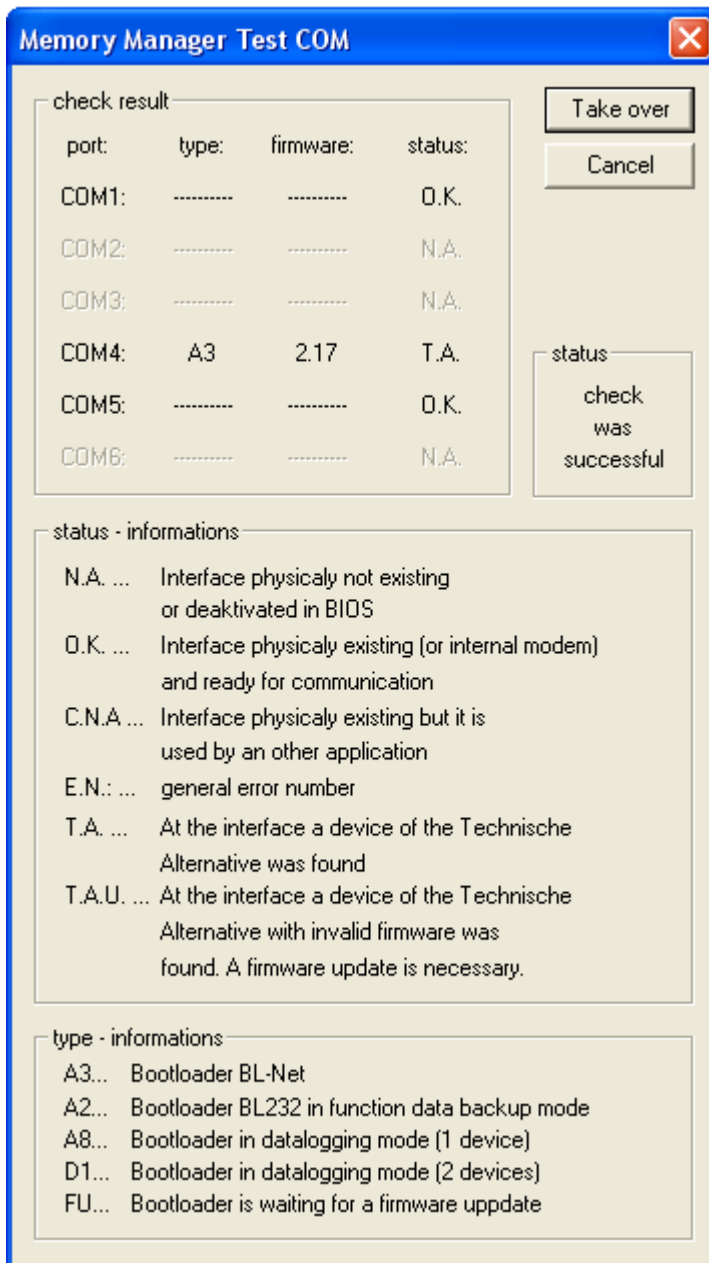 Memory Manager Test COM
check result
port: type: firmware: status:
COM1: ---------- ---------- O.K.
COM2: ---------- ---------- N.A.
COM3: ---------- ---------- N.A.
COM4: A3 2.17 T.A.
COM5: ---------- ---------- O.K.
COM6: ---------- ---------- N.A.
Take over
Cancel
status
check
was
successful
status - informations
N.A. ... Interface physicaly not existing
or deaktivated in BIOS
O.K. ... Interface physicaly existing (or internal modem)
and ready for communication
C.N.A ... Interface physicaly existing but it is
used by an other application
E.N.: ... general error number
T.A. ... At the interface a device of the Technische
Alternative was found
T.A.U. ... At the interface a device of the Technische
Alternative with invalid firmware was
found. A firmware update is necessary.
type - informations
A3... Bootloader BL-Net
A2... Bootloader BL232 in function data backup mode
A8... Bootloader in datalogging mode (1 device)
D1... Bootloader in datalogging mode (2 devices)
FU... Bootloader is waiting for a firmware uppdate